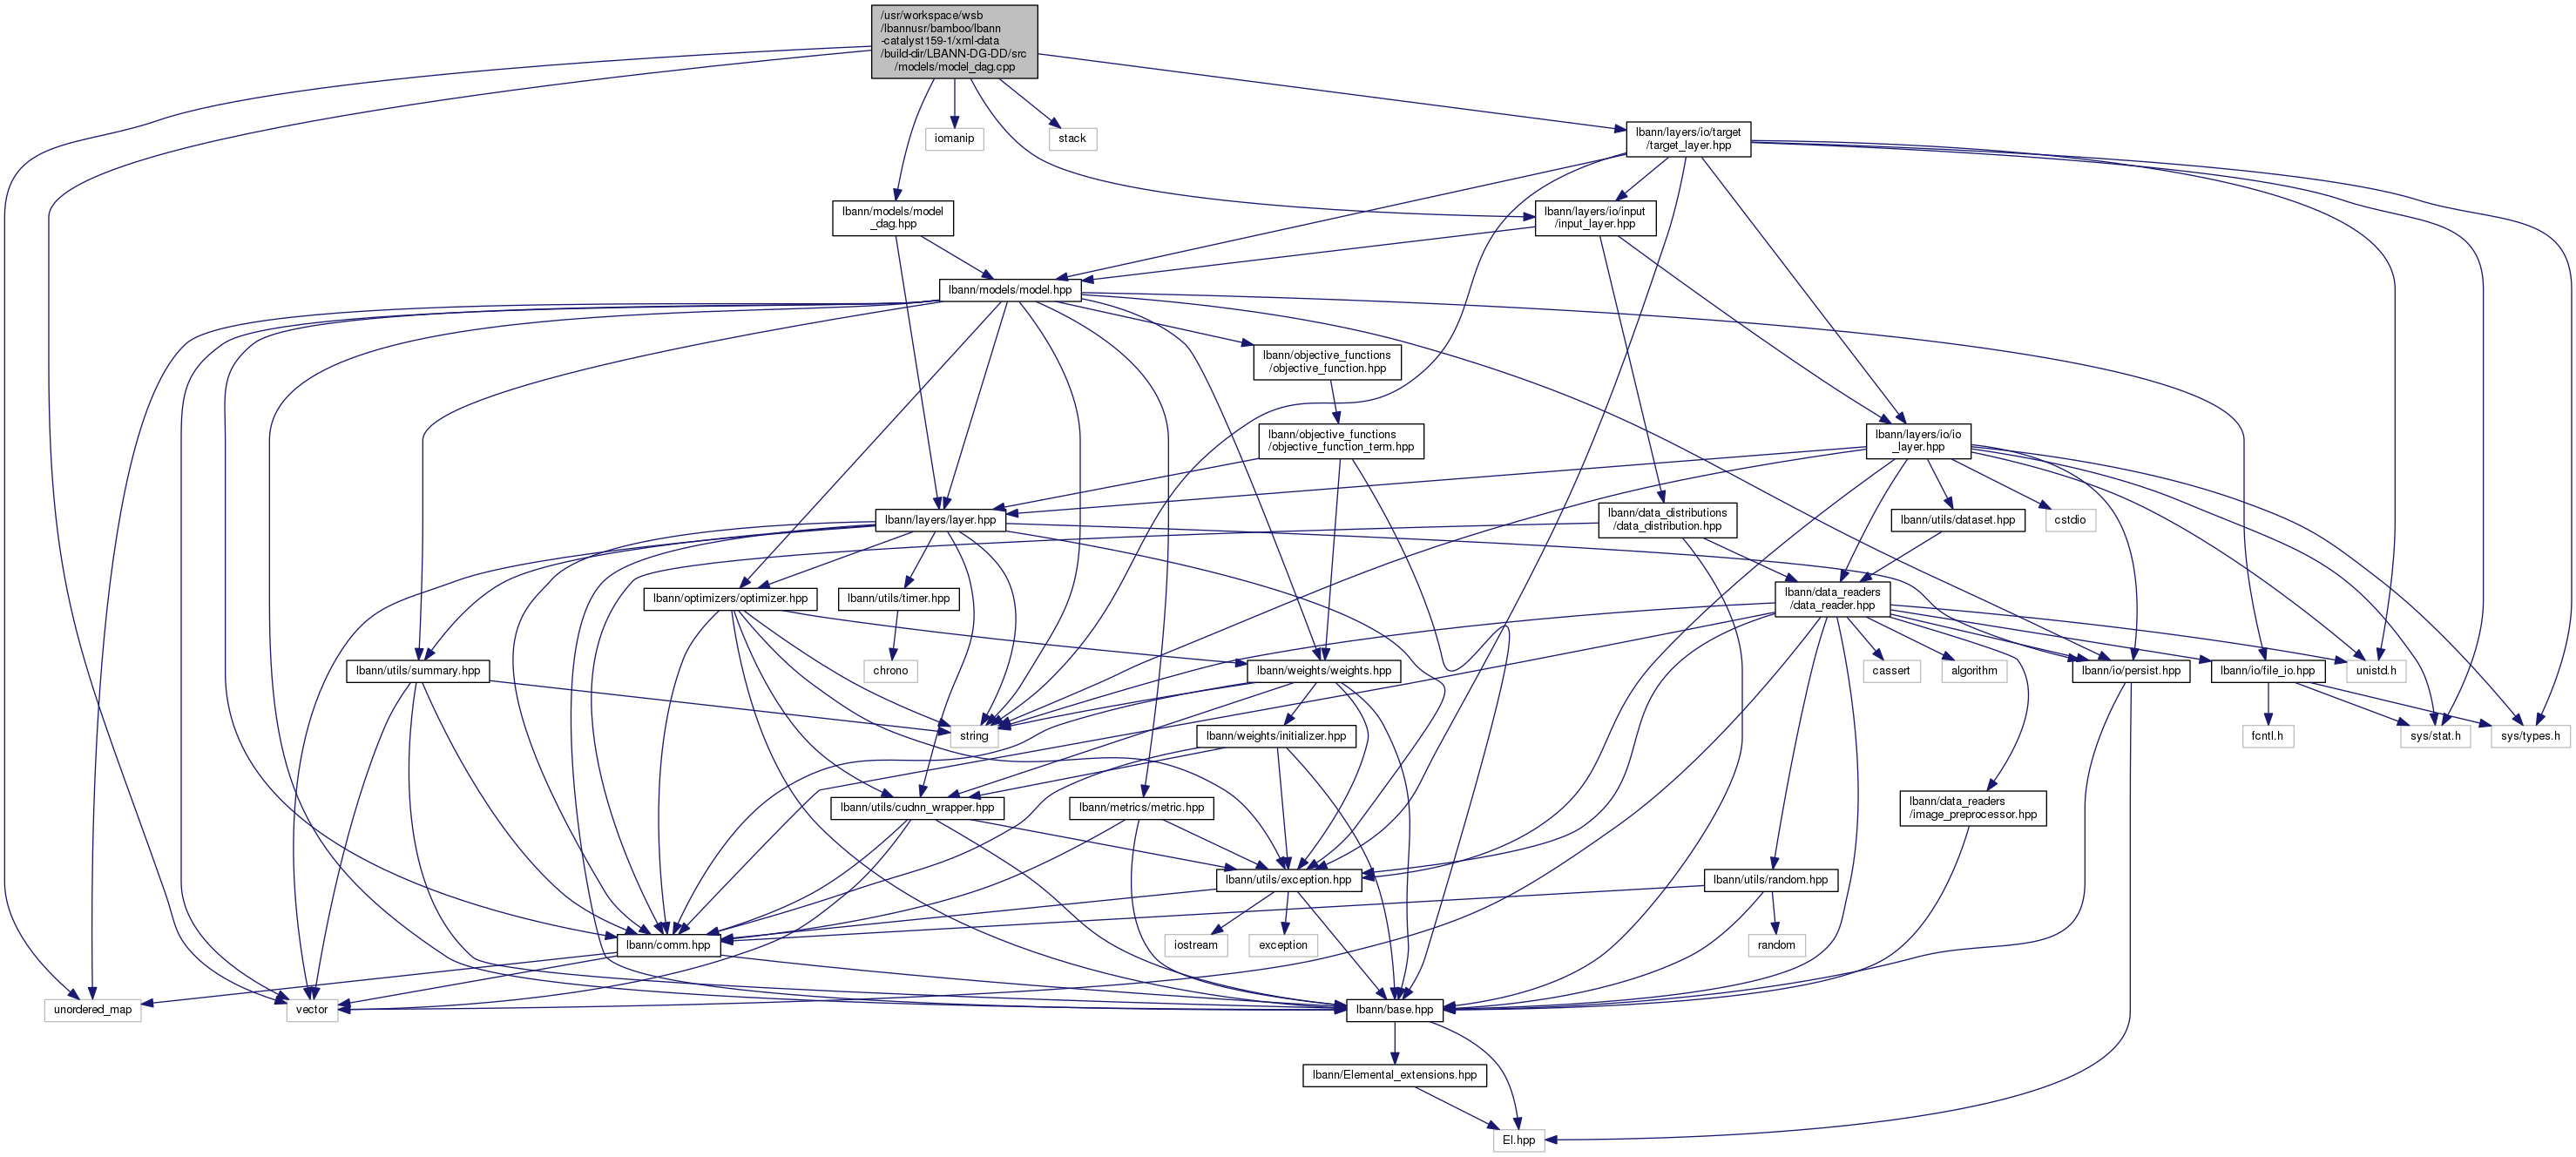 /usr/workspace/wsb
/lbannusr/bamboo/lbann
-catalyst159-1/xml-data
/build-dir/LBANN-DG-DD/src
/models/model_dag.cpp
iomanip
stack
lbann/layers/io/target
/target_layer.hpp
lbann/models/model
_dag.hpp
lbann/layers/io/input
/input_layer.hpp
lbann/models/model.hpp
lbann/objective_functions
/objective_function.hpp
lbann/objective_functions
/objective_function_term.hpp
lbann/layers/io/io
_layer.hpp
lbann/layers/layer.hpp
lbann/data_distributions
/data_distribution.hpp
lbann/utils/dataset.hpp
cstdio
lbann/optimizers/optimizer.hpp
lbann/utils/timer.hpp
lbann/data_readers
/data_reader.hpp
lbann/utils/summary.hpp
chrono
lbann/weights/weights.hpp
cassert
algorithm
lbann/io/persist.hpp
lbann/io/file_io.hpp
unistd.h
string
lbann/weights/initializer.hpp
fcntl.h
sys/stat.h
sys/types.h
lbann/utils/cudnn_wrapper.hpp
lbann/metrics/metric.hpp
lbann/data_readers
/image_preprocessor.hpp
lbann/utils/exception.hpp
lbann/utils/random.hpp
lbann/comm.hpp
iostream
exception
random
unordered_map
vector
lbann/base.hpp
lbann/Elemental_extensions.hpp
El.hpp